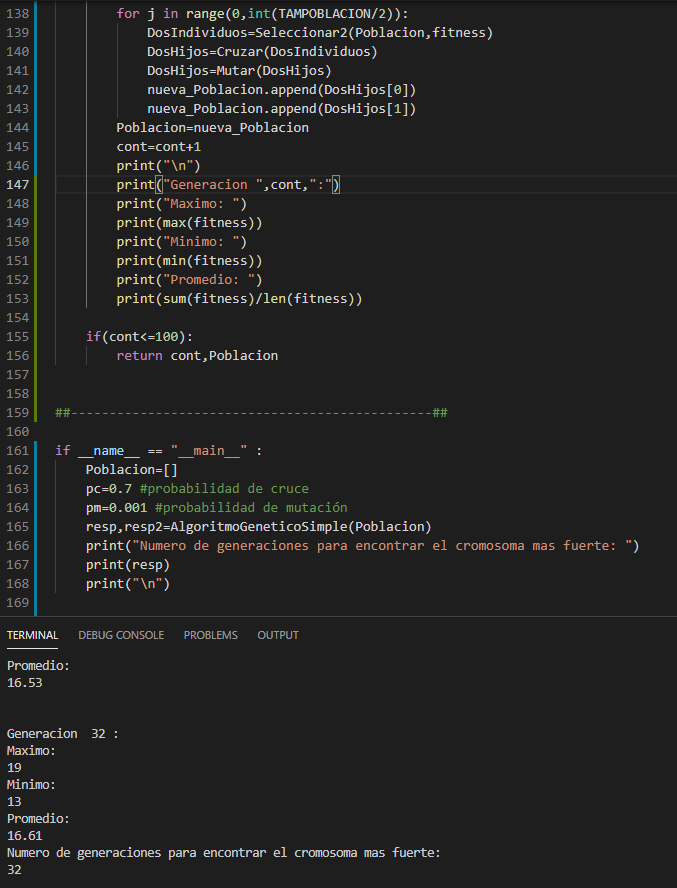 138 for j in range(0,int(TAMPOBLACION/2)):
139 DosIndividuos=Seleccionar2(Poblacion,fitness)
140 DosHijos=Cruzar(DosIndividuos)
141 DosHijos=Mutar(DosHijos)
142 nueva_Poblacion.append(DosHijos[0])
143 nueva_Poblacion.append(DosHijos[1])
144 Poblacion=nueva_Poblacion
145 cont=cont+1
146 print("\n")
147 print("Generacion ",cont,":")
148 print("Maximo: ")
149 print(max(fitness))
150 print("Minimo: ")
151 print(min(fitness))
152 print("Promedio: ")
153 print(sum(fitness)/len(fitness))
154
155 if(cont<=100):
156 return cont,Poblacion
157
158
159 ##-----------------------------------------------##
160
161 if __name__ == "__main__" :
162 Poblacion=[]
163 pc=0.7 #probabilidad de cruce
164 pm=0.001 #probabilidad de mutación
165 resp,resp2=AlgoritmoGeneticoSimple(Poblacion)
166 print("Numero de generaciones para encontrar el cromosoma mas fuerte: ")
167 print(resp)
168 print("\n")
169
TERMINAL DEBUG CONSOLE PROBLEMS OUTPUT
Promedio:
16.53
Generacion  32 :
Maximo:
19
Minimo:
13
Promedio:
16.61
Numero de generaciones para encontrar el cromosoma mas fuerte:
32